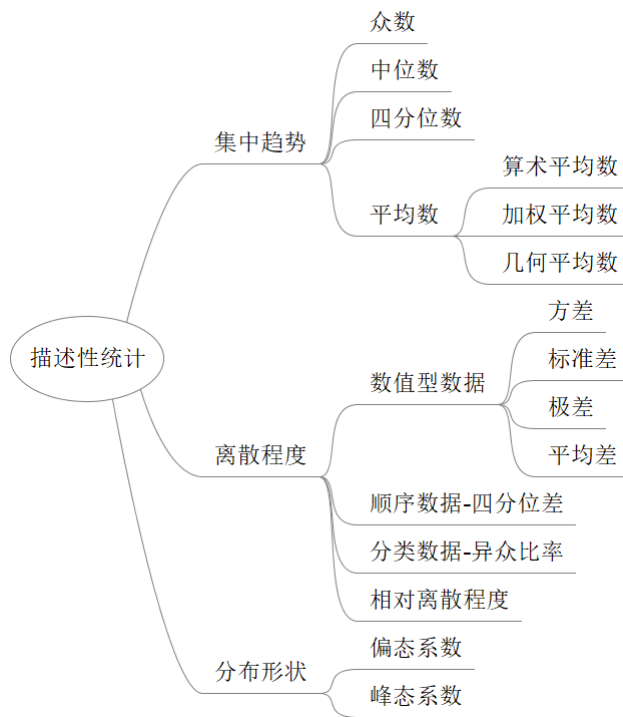 众数
中位数
四分位数
集中趋势
平均数
算术平均数
加权平均数
几何平均数
描述性统计
方差
标准差
极差
平均差
数值型数据
离散程度
顺序数据-四分位差
分类数据-异众比率
相对离散程度
分布形状
偏态系数
峰态系数